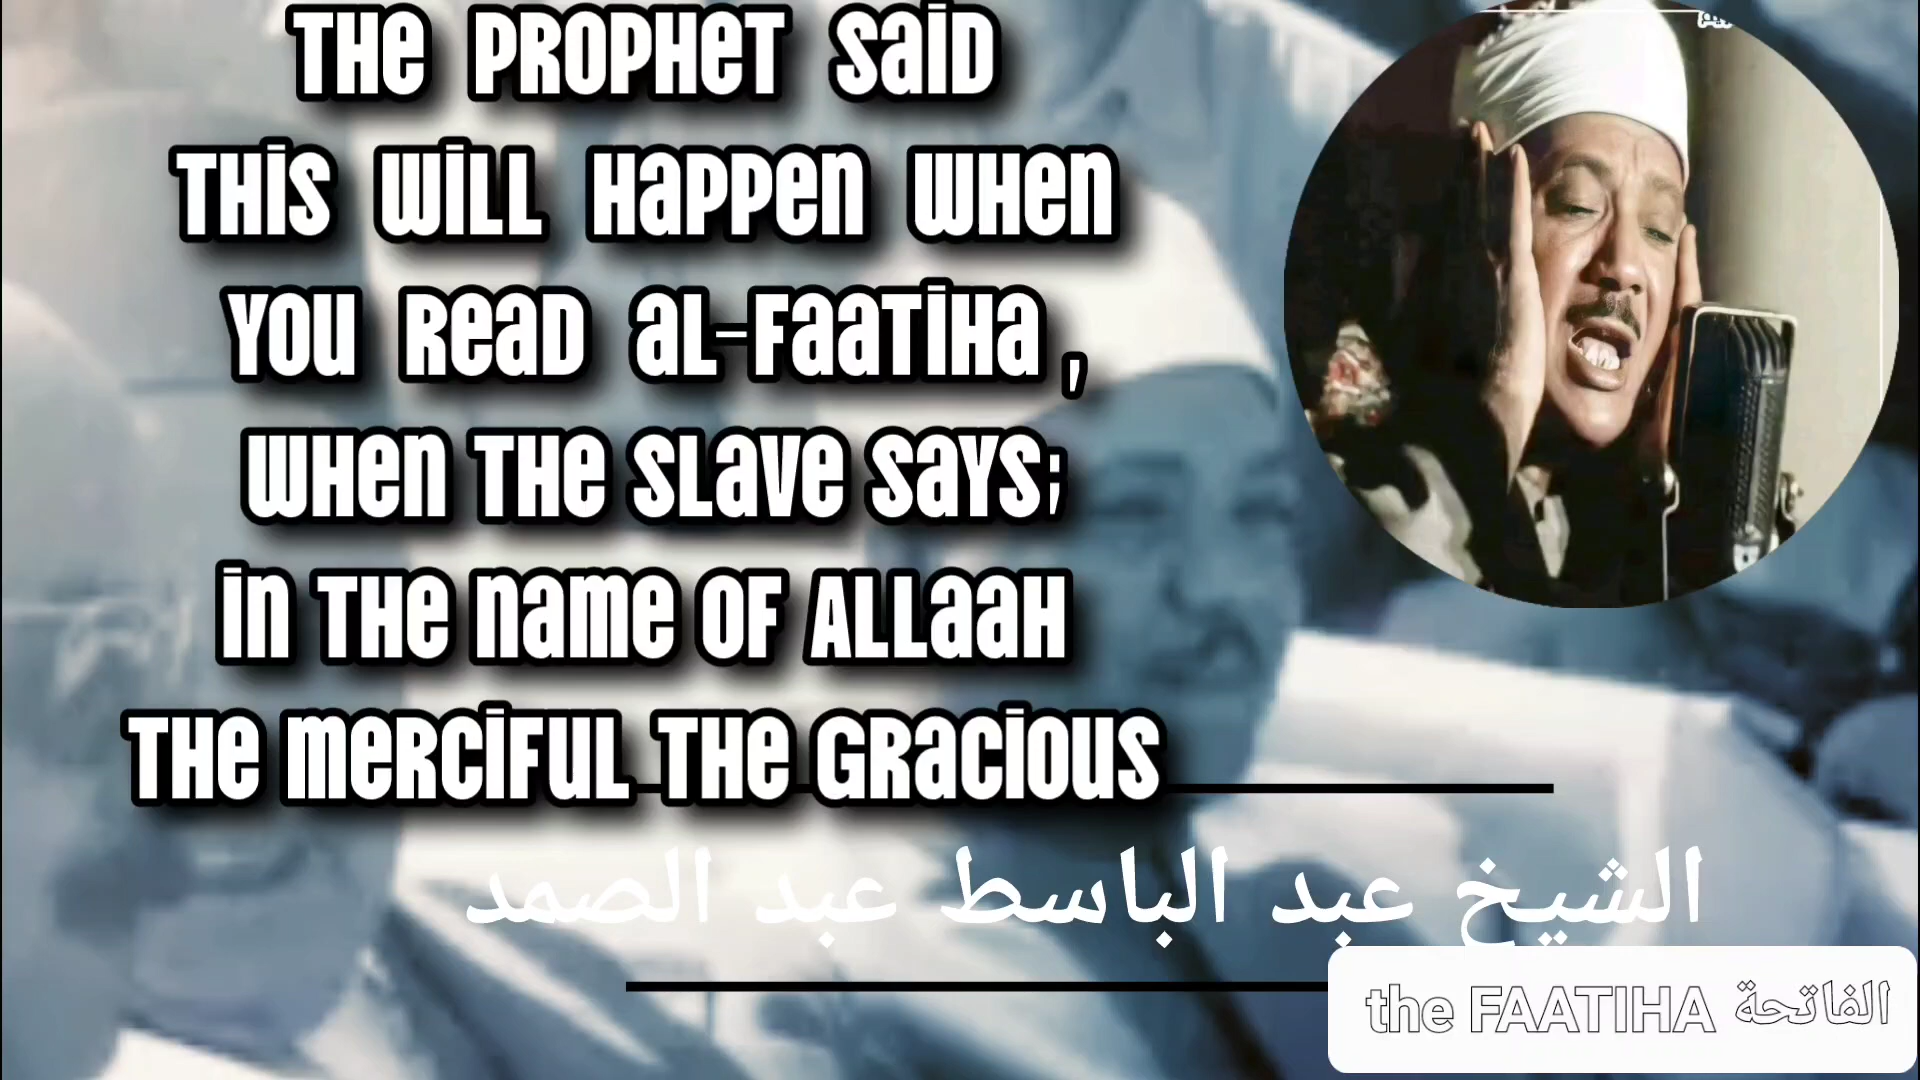 THE PROPHET SAID
THIS WILL HAPPEN WHEN
YOU READ AL-FAATIHA ,
WHEN THE SLAVE SAYS;
IN THE NAME OF ALLAAH
THE MERCIFUL THE GRACIOUS
الشيخ عبد الباسط عبد الصمد
the FAATIHA الفاتحة